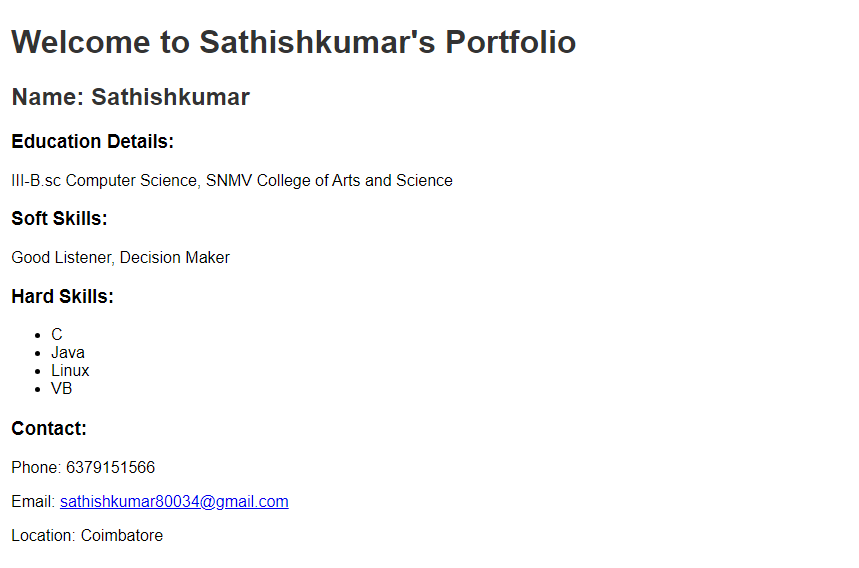 Welcome to Sathishkumar's Portfolio
Name: Sathishkumar
Education Details:
III-B.sc Computer Science, SNMV College of Arts and Science
Soft Skills:
Good Listener, Decision Maker
Hard Skills:
• C
• Java
• Linux
• VB
Contact:
Phone: 6379151566
Email: sathishkumar80034@gmail.com
Location: Coimbatore